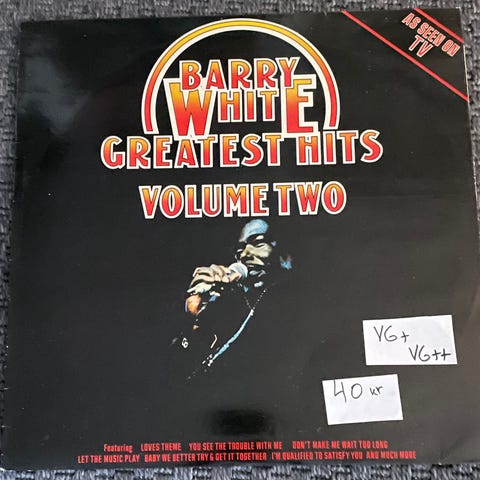 AS SEEN ON
TV
BARRY
WHITE
GREATEST HITS
VOLUME TWO
VG+
VG++
40 kr
Featuring LOVES THEME YOU SEE THE TROUBLE WITH ME DON'T MAKE ME WAIT TOO LONG
LET THE MUSIC PLAY BABY WE BETTER TRY & GET IT TOGETHER I'M QUALIFIED TO SATISFY YOU AND MUCH MORE